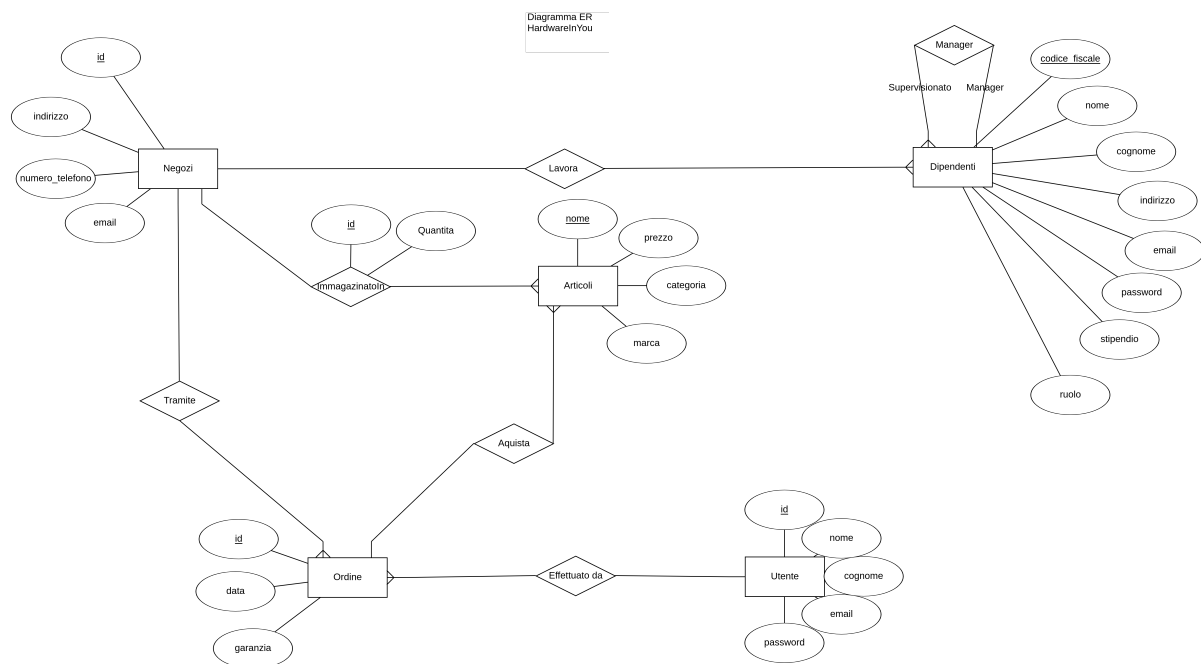 Diagramma ER
HardwareInYou
Manager
id
codice_fiscale
Supervisionato
Manager
nome
indirizzo
cognome
Negozi
Lavora
Dipendenti
numero_telefono
indirizzo
email
id
Quantita
nome
prezzo
email
ImmagazinatoIn
Articoli
categoria
password
marca
stipendio
ruolo
Tramite
Aquista
id
id
nome
data
Ordine
Effettuato da
Utente
cognome
email
garanzia
password